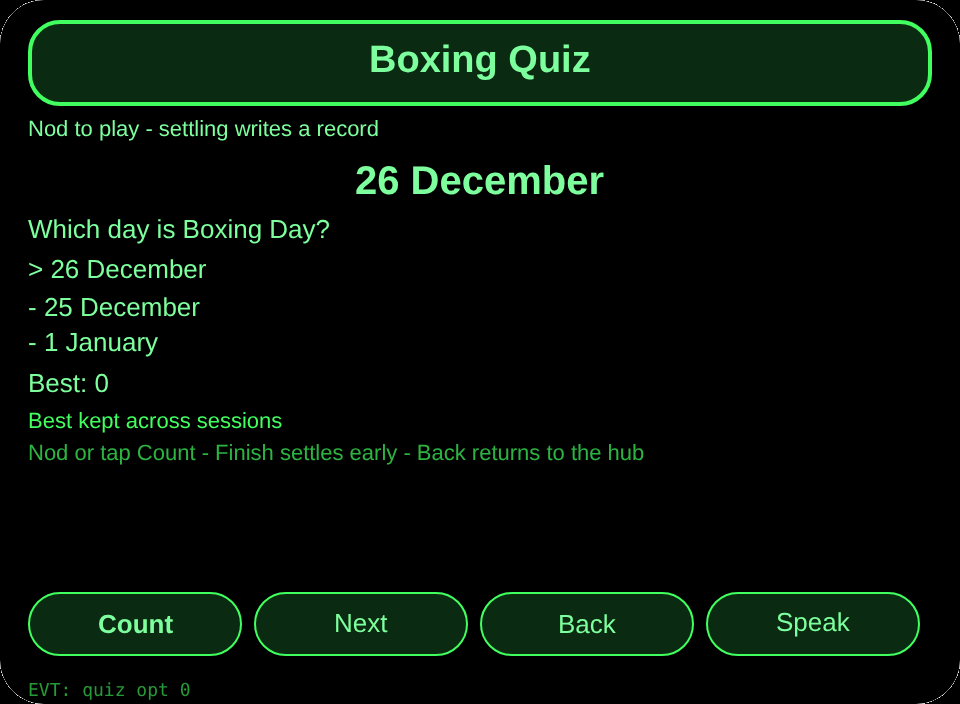 Boxing Quiz
Nod to play - settling writes a record
26 December
Which day is Boxing Day?
> 26 December
- 25 December
- 1 January
Best: 0
Best kept across sessions
Nod or tap Count - Finish settles early - Back returns to the hub
Count Next Back Speak
EVT: quiz opt 0